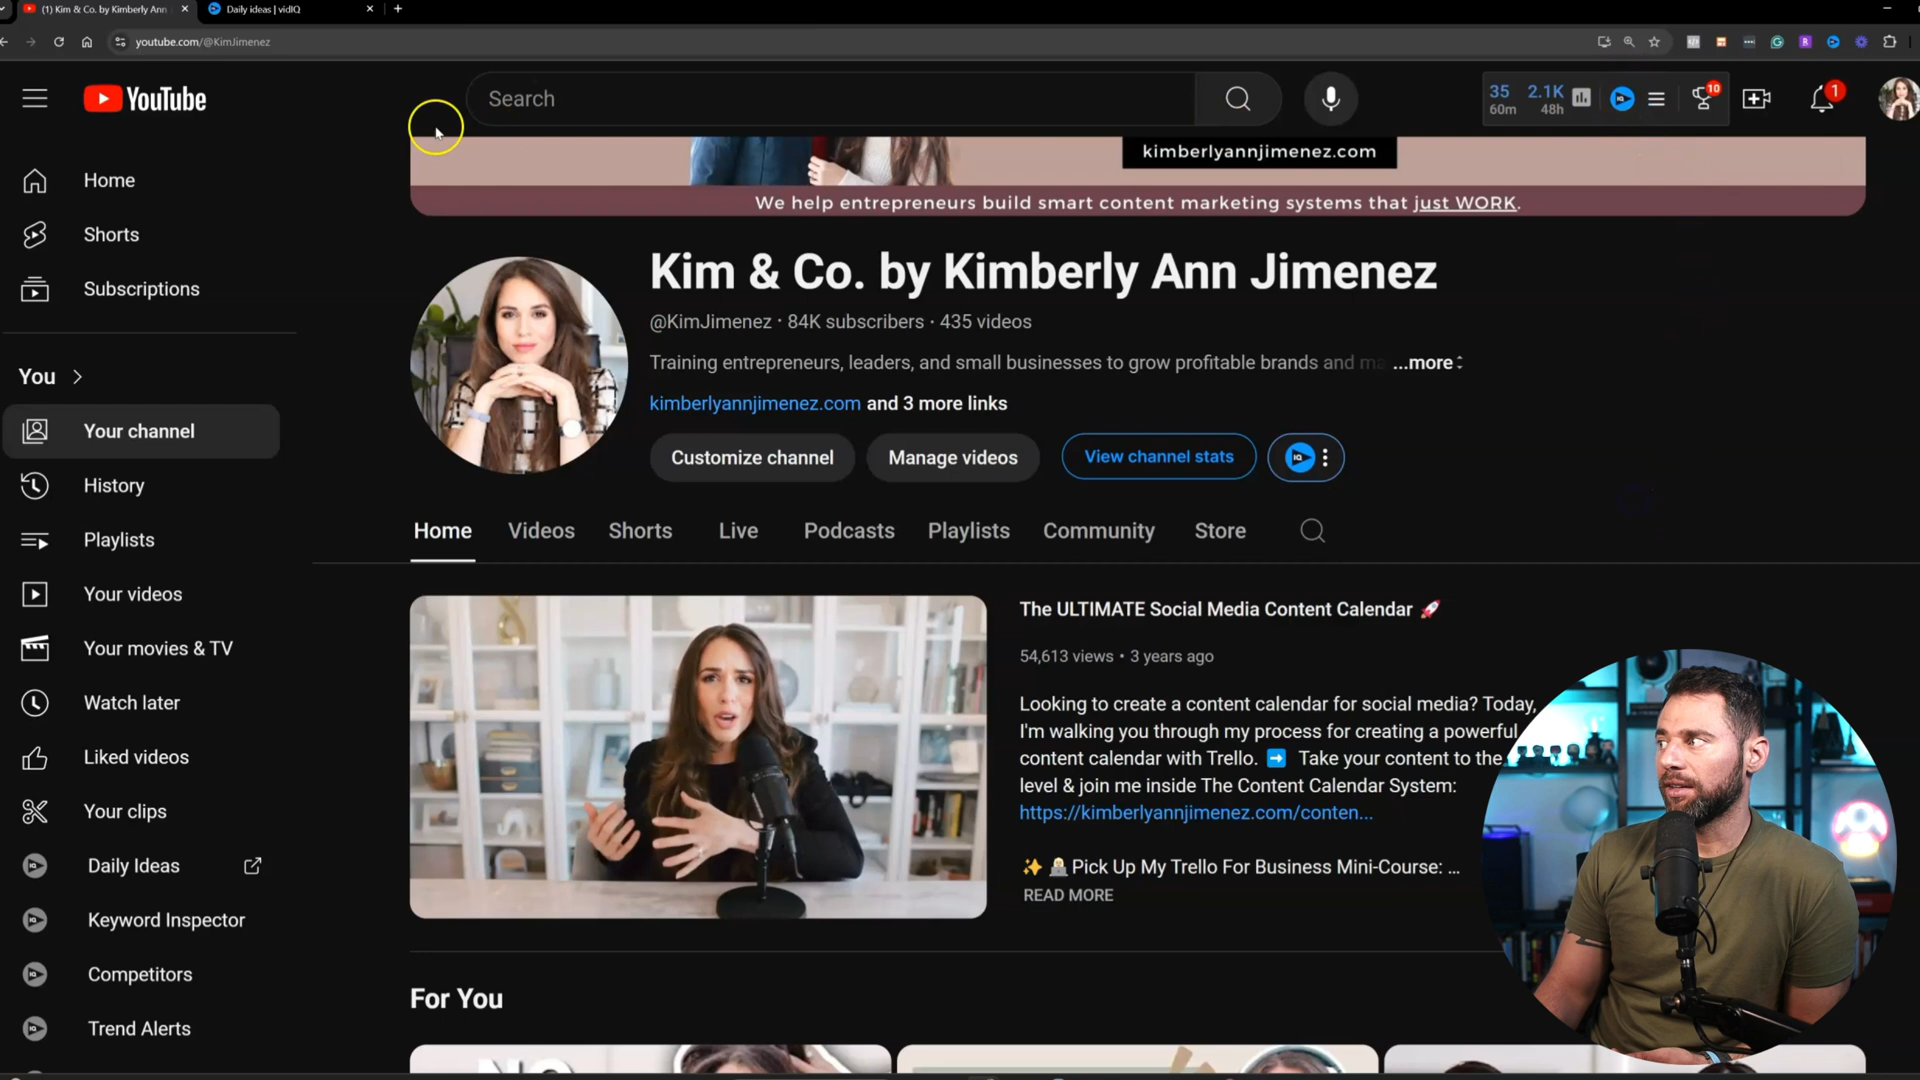 (1) Kim & Co. by Kimberly Ann
Daily ideas | vidIQ
youtube.com/@KimJimenez
YouTube
Search
35
60m
2.1K
48h
10
1
kimberlyannjimenez.com
We help entrepreneurs build smart content marketing systems that just WORK.
Home
Shorts
Subscriptions
You
Your channel
History
Playlists
Your videos
Your movies & TV
Watch later
Liked videos
Your clips
Daily Ideas
Keyword Inspector
Competitors
Trend Alerts
Kim & Co. by Kimberly Ann Jimenez
@KimJimenez · 84K subscribers · 435 videos
Training entrepreneurs, leaders, and small businesses to grow profitable brands and ma ...more
kimberlyannjimenez.com and 3 more links
Customize channel
Manage videos
View channel stats
Home
Videos
Shorts
Live
Podcasts
Playlists
Community
Store
The ULTIMATE Social Media Content Calendar 🚀
54,613 views • 3 years ago
Looking to create a content calendar for social media? Today,
I'm walking you through my process for creating a powerful
content calendar with Trello. ➡️ Take your content to the
level & join me inside The Content Calendar System:
https://kimberlyannjimenez.com/conten...
✨ 👩🏻‍💻 Pick Up My Trello For Business Mini-Course: ...
READ MORE
For You